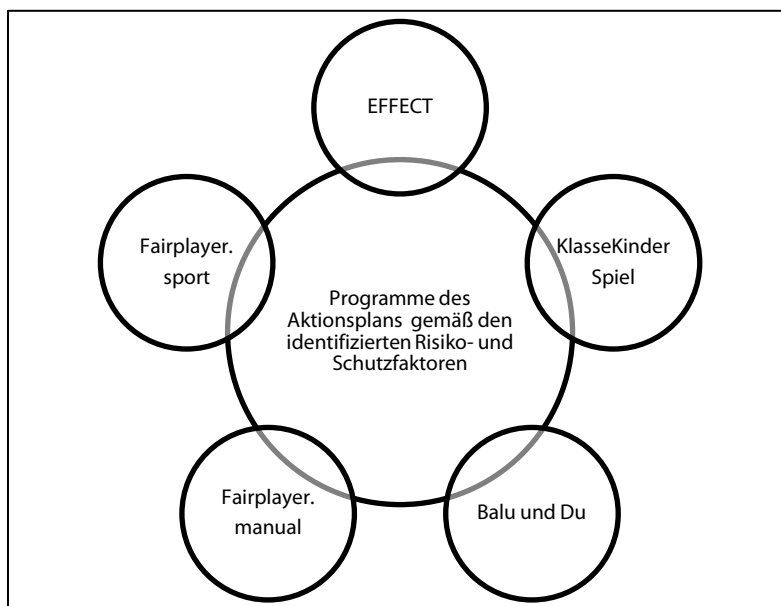 EFFECT
Fairplayer.
sport
KlasseKinder
Spiel
Programme des
Aktionsplans gemäß den
identifizierten Risiko- und
Schutzfaktoren
Fairplayer.
manual
Balu und Du